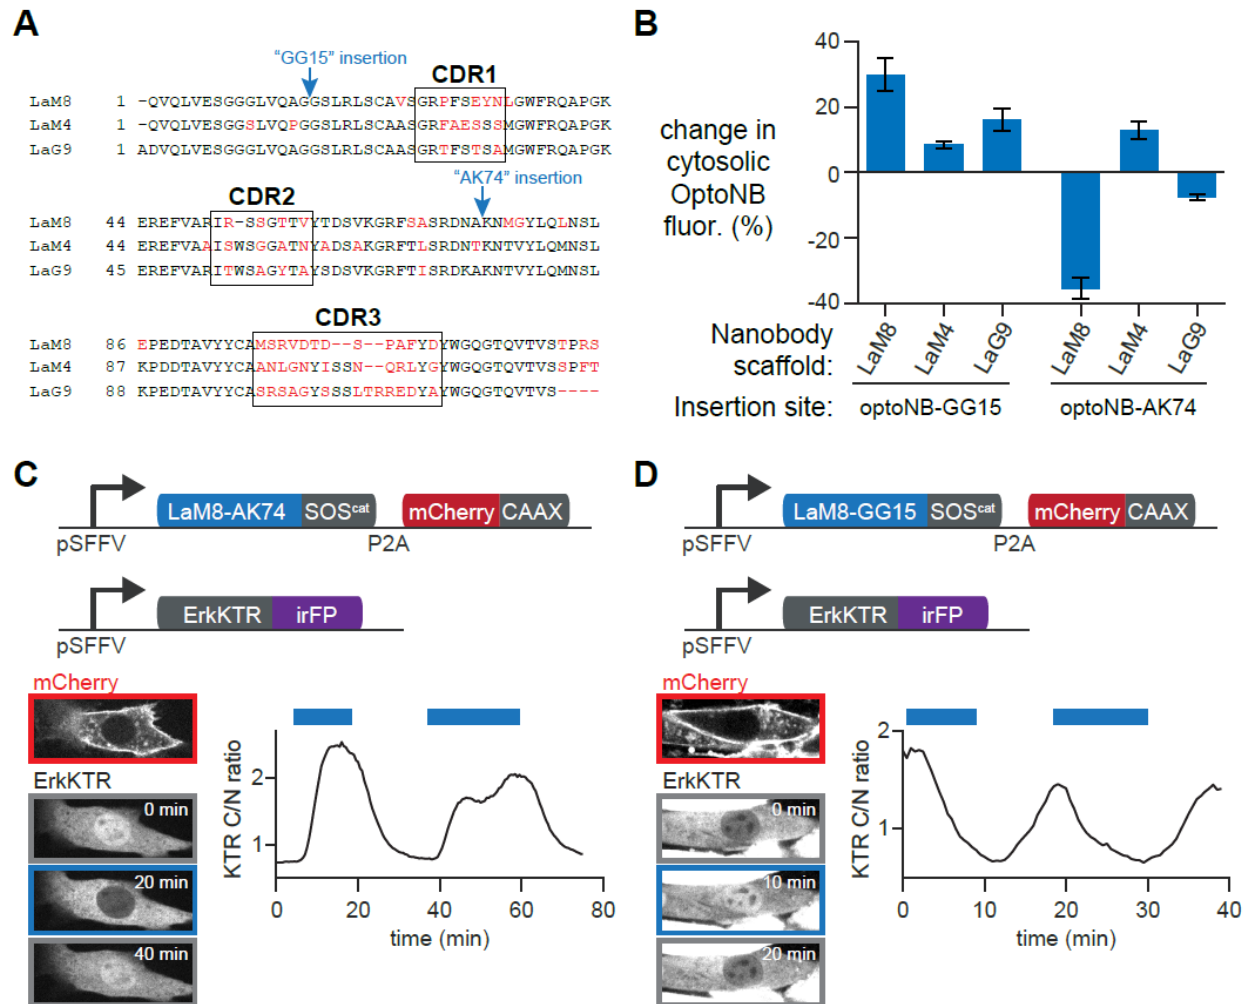 A
"GG15" insertion
CDR1
LaM8 1 -QVQLVESGGGLVQAGGSLRLSCAVSGRPFSEYNLGWFRQAPGK
LaM4 1 -QVQLVESGGSLVQPGGSLRLSCAASGRFAESSSMGWFRQAPGK
LaG9 1 ADVQLVESGGGLVQAGGSLRLSCAASGRTFSTSAMGWFRQAPGK
"AK74" insertion
CDR2
LaM8 44 EREFVARIR-SSGTTVYTDSVKGRFSASRDNAKNMGYLQLNSL
LaM4 44 EREFVAAISWSGGATNYADSAKGRFTLSRDNTKNTVYLQMNSL
LaG9 45 EREFVARITWSAGYTAYSDSVKGRFTISRDKAKNTVYLQMNSL
CDR3
LaM8 86 EPEDTAVYYCAMSRVDTD--S--PAFYDYWGQGTQVTVSTPRS
LaM4 87 KPDDTAVYYCAANLGNYISSN--QRLYGYWGQGTQVTVSSPFT
LaG9 88 KPEDTAVYYCASRSAGYSSSLTRREDYAYWGQGTQVTVS----
B
change in
cytosolic
OptoNB
fluor. (%)
40
20
0
-20
-40
Nanobody
scaffold:
LaM8 LaM4 LaG9 LaM8 LaM4 LaG9
Insertion site: optoNB-GG15 optoNB-AK74
C
LaM8-AK74 SOScat mCherry CAAX
pSFFV P2A
ErkKTR irFP
pSFFV
mCherry
ErkKTR
0 min
20 min
40 min
KTR C/N ratio
2
1
0 20 40 60 80
time (min)
D
LaM8-GG15 SOScat mCherry CAAX
pSFFV P2A
ErkKTR irFP
pSFFV
mCherry
ErkKTR
0 min
10 min
20 min
KTR C/N ratio
2
1
0 10 20 30 40
time (min)